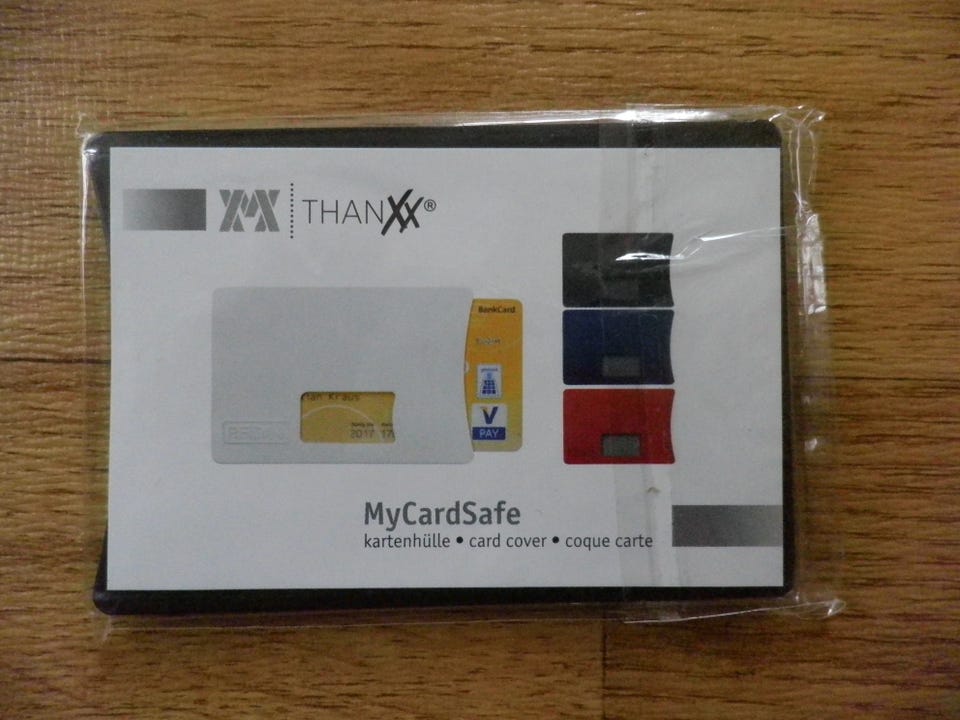 THANXX®
BankCard
V
PAY
MyCardSafe
kartenhülle • card cover • coque carte